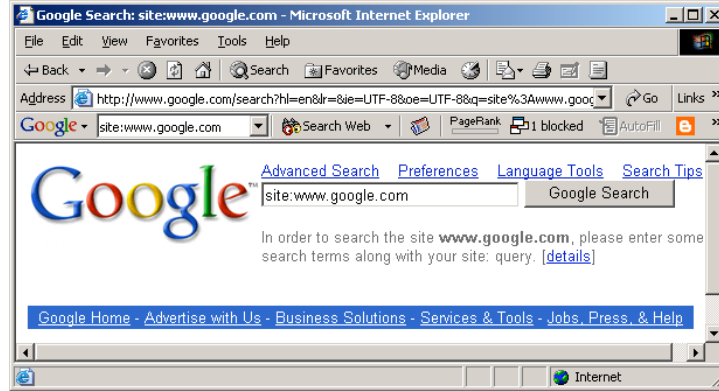 Google Search: site:www.google.com - Microsoft Internet Explorer
File Edit View Favorites Tools Help
Back Search Favorites Media
Address http://www.google.com/search?hl=en&lr=&ie=UTF-8&oe=UTF-8&q=site%3Awww.goog Go Links »
Google site:www.google.com Search Web PageRank 1 blocked AutoFill »
Google™
Advanced Search Preferences Language Tools Search Tips
site:www.google.com Google Search
In order to search the site www.google.com, please enter some
search terms along with your site: query. [details]
Google Home - Advertise with Us - Business Solutions - Services & Tools - Jobs, Press, & Help
Internet